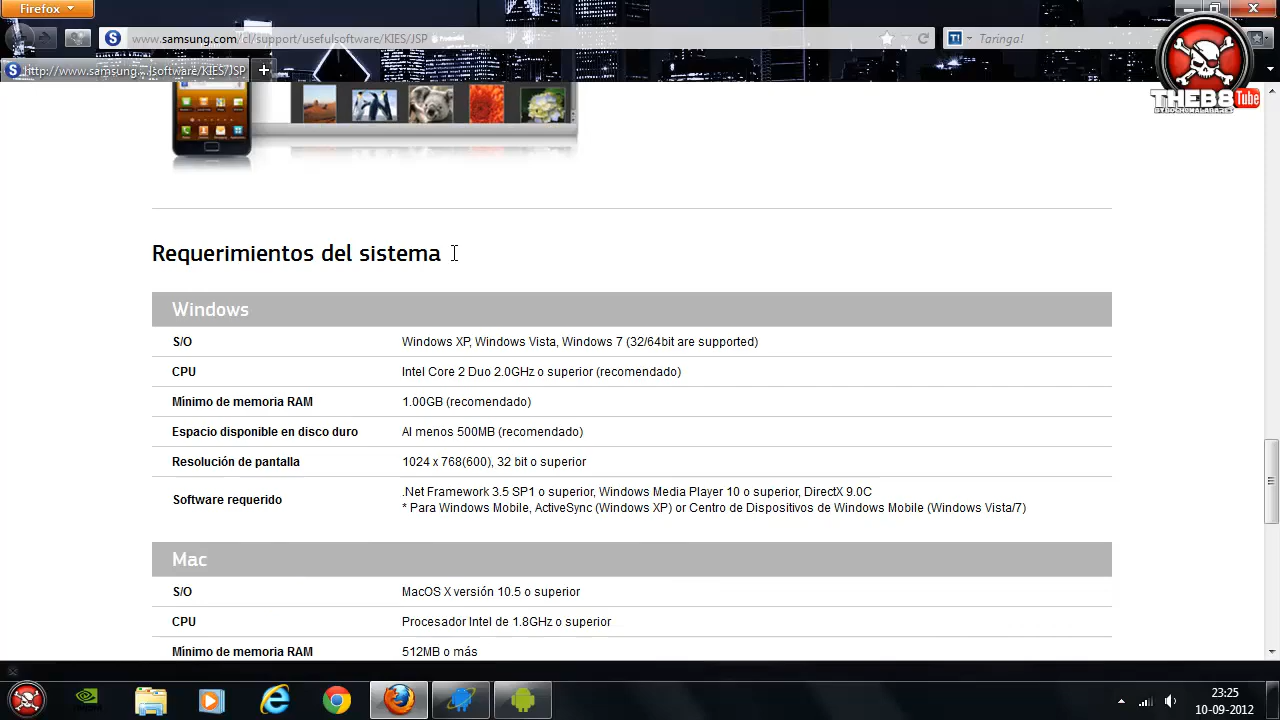 Firefox
www.samsung.com/cl/support/usefulsoftware/KIES/JSP
Taringa!
http://www.samsung....lsoftware/KIES/JSP
THEB8 Tube
Requerimientos del sistema
Windows
S/O Windows XP, Windows Vista, Windows 7 (32/64bit are supported)
CPU Intel Core 2 Duo 2.0GHz o superior (recomendado)
Mínimo de memoria RAM 1.00GB (recomendado)
Espacio disponible en disco duro Al menos 500MB (recomendado)
Resolución de pantalla 1024 x 768(600), 32 bit o superior
Software requerido .Net Framework 3.5 SP1 o superior, Windows Media Player 10 o superior, DirectX 9.0C
* Para Windows Mobile, ActiveSync (Windows XP) or Centro de Dispositivos de Windows Mobile (Windows Vista/7)
Mac
S/O MacOS X versión 10.5 o superior
CPU Procesador Intel de 1.8GHz o superior
Mínimo de memoria RAM 512MB o más
23:25
10-09-2012